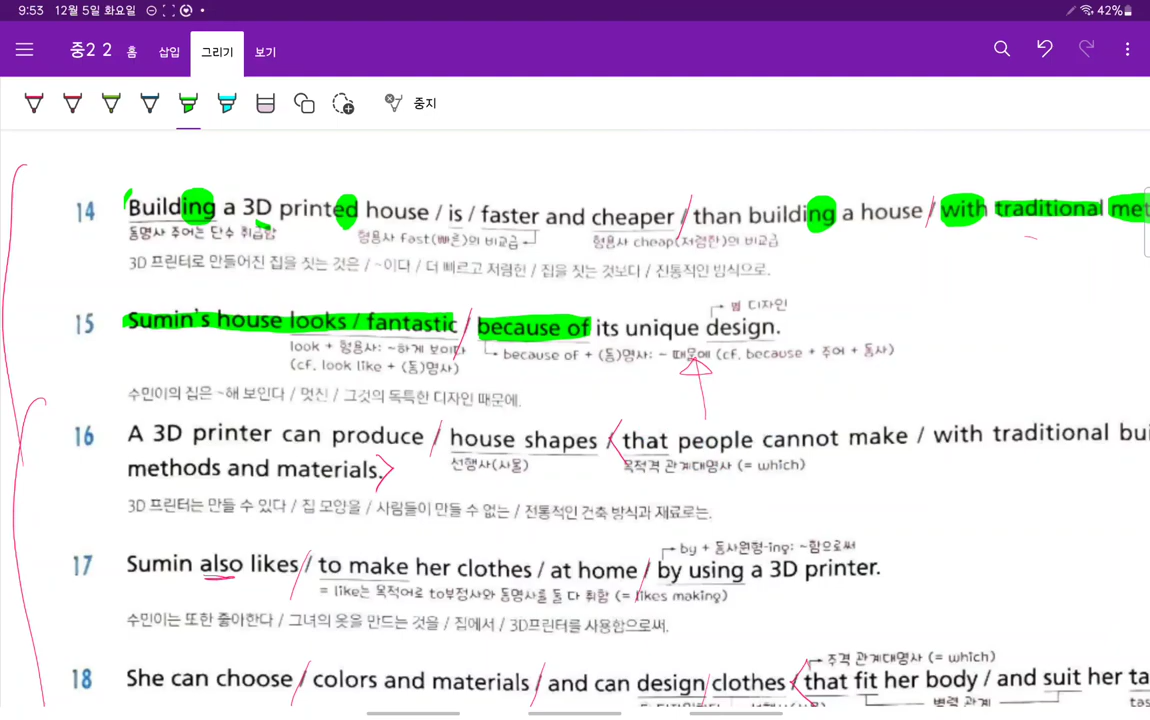 9:53 12월 5일 화요일 42%
중2 2 홈 삽입 그리기 보기
중지
14 Building a 3D printed house / is / faster and cheaper / than building a house / with traditional met
동명사 주어는 단수 취급함 형용사 fast(빠른)의 비교급 형용사 cheap(저렴한)의 비교급
3D 프린터로 만들어진 집을 짓는 것은 / ~이다 / 더 빠르고 저렴한 / 집을 짓는 것보다 / 전통적인 방식으로.
명 디자인
15 Sumin's house looks / fantastic / because of its unique design.
look + 형용사: ~하게 보이다 because of + (동)명사: ~ 때문에 (cf. because + 주어 + 동사)
(cf. look like + (동)명사)
수민이의 집은 ~해 보인다 / 멋진 / 그것의 독특한 디자인 때문에.
16 A 3D printer can produce / house shapes / that people cannot make / with traditional bui
선행사(사물) 목적격 관계대명사 (= which)
methods and materials.
3D 프린터는 만들 수 있다 / 집 모양을 / 사람들이 만들 수 없는 / 전통적인 건축 방식과 재료로는.
by + 동사원형-ing: ~함으로써
17 Sumin also likes / to make her clothes / at home / by using a 3D printer.
= like는 목적어로 to부정사와 동명사를 둘 다 취함 (= likes making)
수민이는 또한 좋아한다 / 그녀의 옷을 만드는 것을 / 집에서 / 3D프린터를 사용함으로써.
주격 관계대명사 (= which)
18 She can choose / colors and materials / and can design / clothes / that fit her body / and suit her ta
병렬 관계 tas